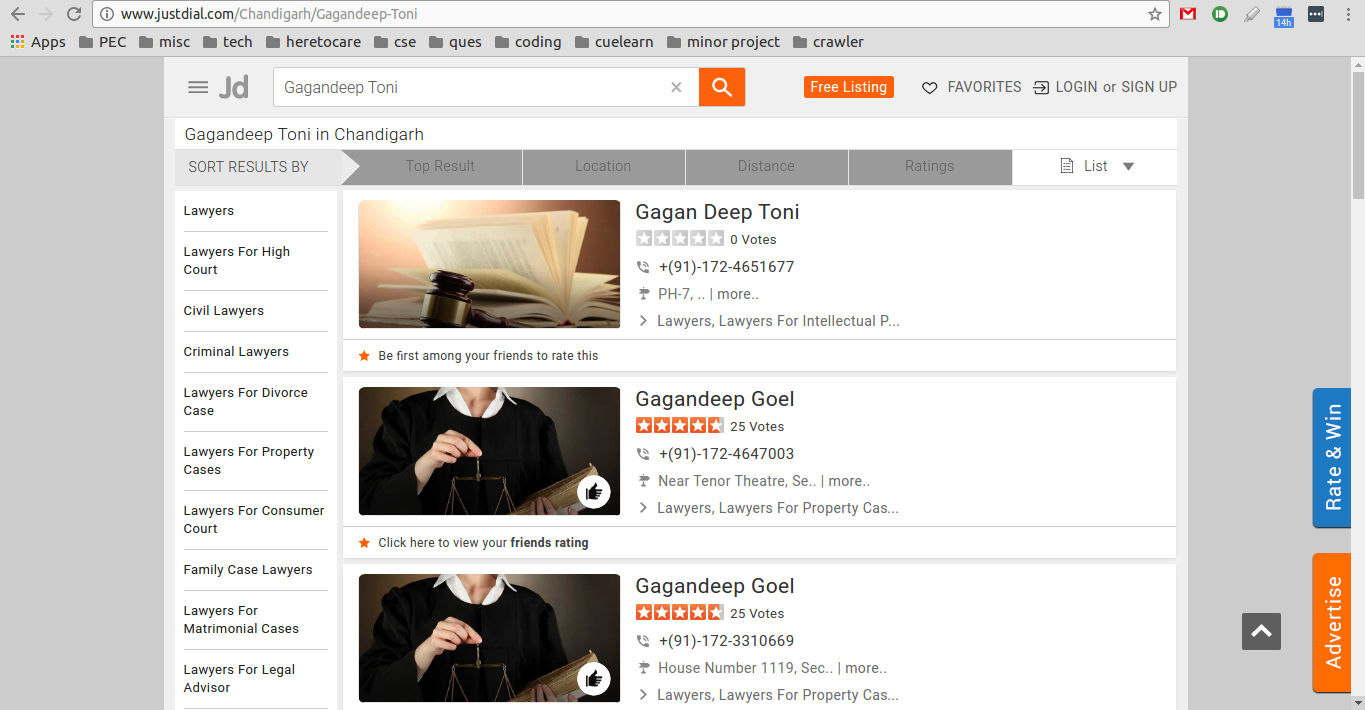 www.justdial.com/Chandigarh/Gagandeep-Toni
14h
Apps PEC misc tech heretocare cse ques coding cuelearn minor project crawler
Jd Gagandeep Toni Free Listing FAVORITES LOGIN or SIGN UP
Gagandeep Toni in Chandigarh
SORT RESULTS BY Top Result Location Distance Ratings List
Lawyers
Lawyers For High
Court
Civil Lawyers
Criminal Lawyers
Lawyers For Divorce
Case
Lawyers For Property
Cases
Lawyers For Consumer
Court
Family Case Lawyers
Lawyers For
Matrimonial Cases
Lawyers For Legal
Advisor
Gagan Deep Toni
0 Votes
+(91)-172-4651677
PH-7, .. | more..
Lawyers, Lawyers For Intellectual P...
Be first among your friends to rate this
Gagandeep Goel
25 Votes
+(91)-172-4647003
Near Tenor Theatre, Se.. | more..
Lawyers, Lawyers For Property Cas...
Click here to view your friends rating
Gagandeep Goel
25 Votes
+(91)-172-3310669
House Number 1119, Sec.. | more..
Lawyers, Lawyers For Property Cas...
Rate & Win
Advertise